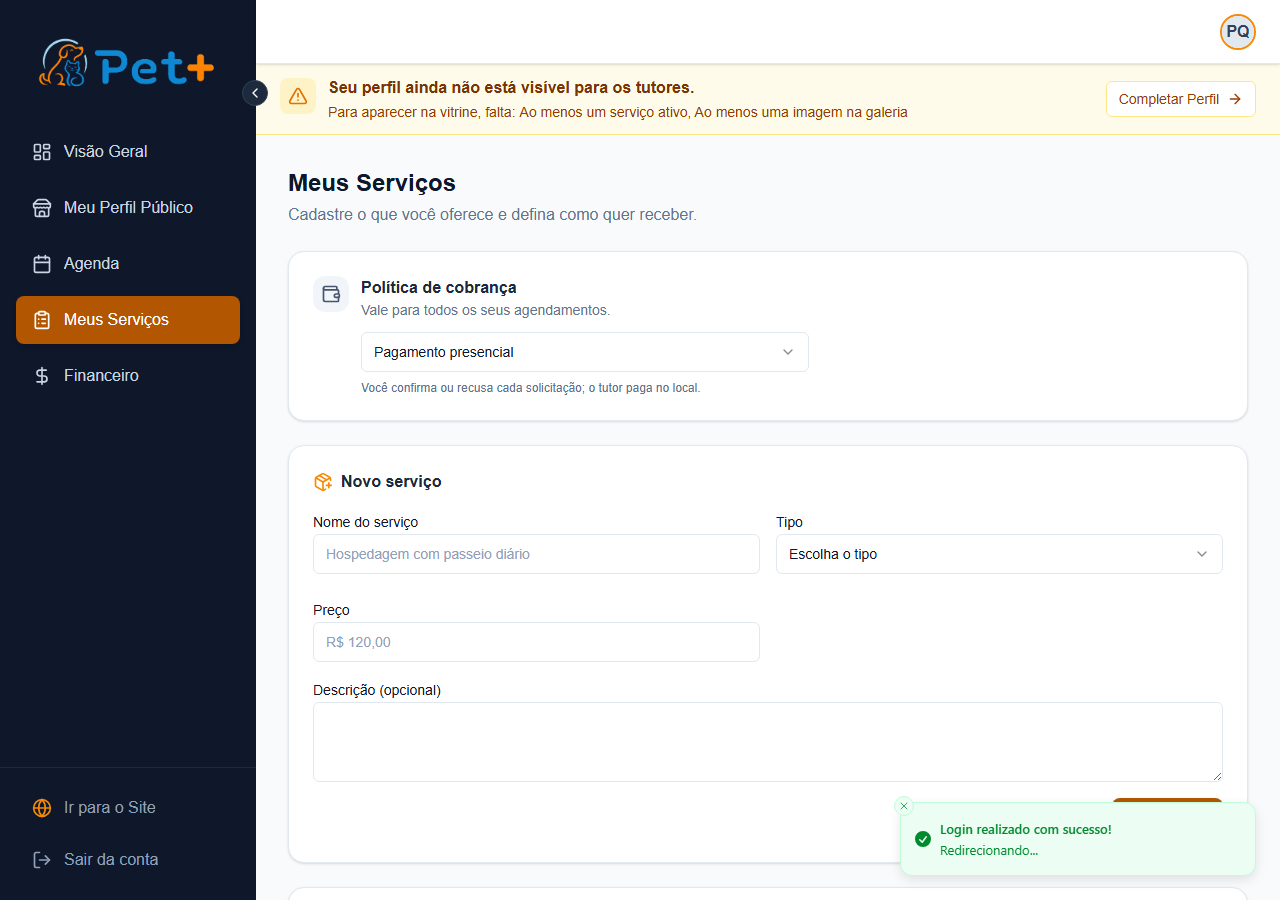 PQ
Pet+
Seu perfil ainda não está visível para os tutores.
Para aparecer na vitrine, falta: Ao menos um serviço ativo, Ao menos uma imagem na galeria
Completar Perfil
Visão Geral
Meu Perfil Público
Agenda
Meus Serviços
Financeiro
Ir para o Site
Sair da conta
Meus Serviços
Cadastre o que você oferece e defina como quer receber.
Política de cobrança
Vale para todos os seus agendamentos.
Pagamento presencial
Você confirma ou recusa cada solicitação; o tutor paga no local.
Novo serviço
Nome do serviço
Tipo
Hospedagem com passeio diário
Escolha o tipo
Preço
R$ 120,00
Descrição (opcional)
Login realizado com sucesso!
Redirecionando...